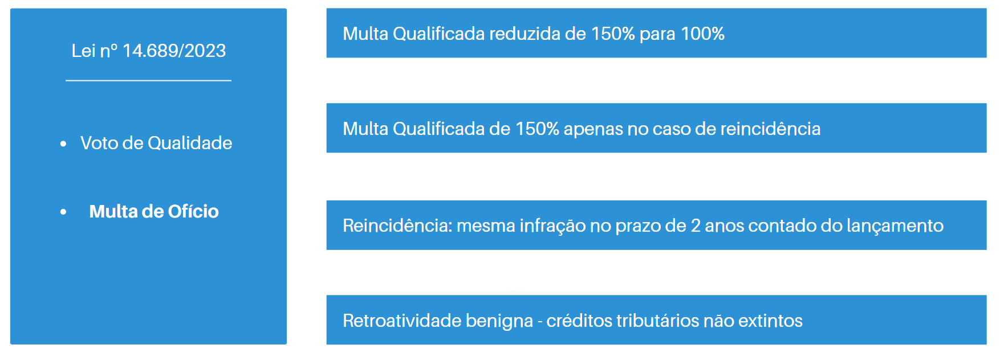 Lei nº 14.689/2023
• Voto de Qualidade
• Multa de Ofício
Multa Qualificada reduzida de 150% para 100%
Multa Qualificada de 150% apenas no caso de reincidência
Reincidência: mesma infração no prazo de 2 anos contado do lançamento
Retroatividade benigna - créditos tributários não extintos